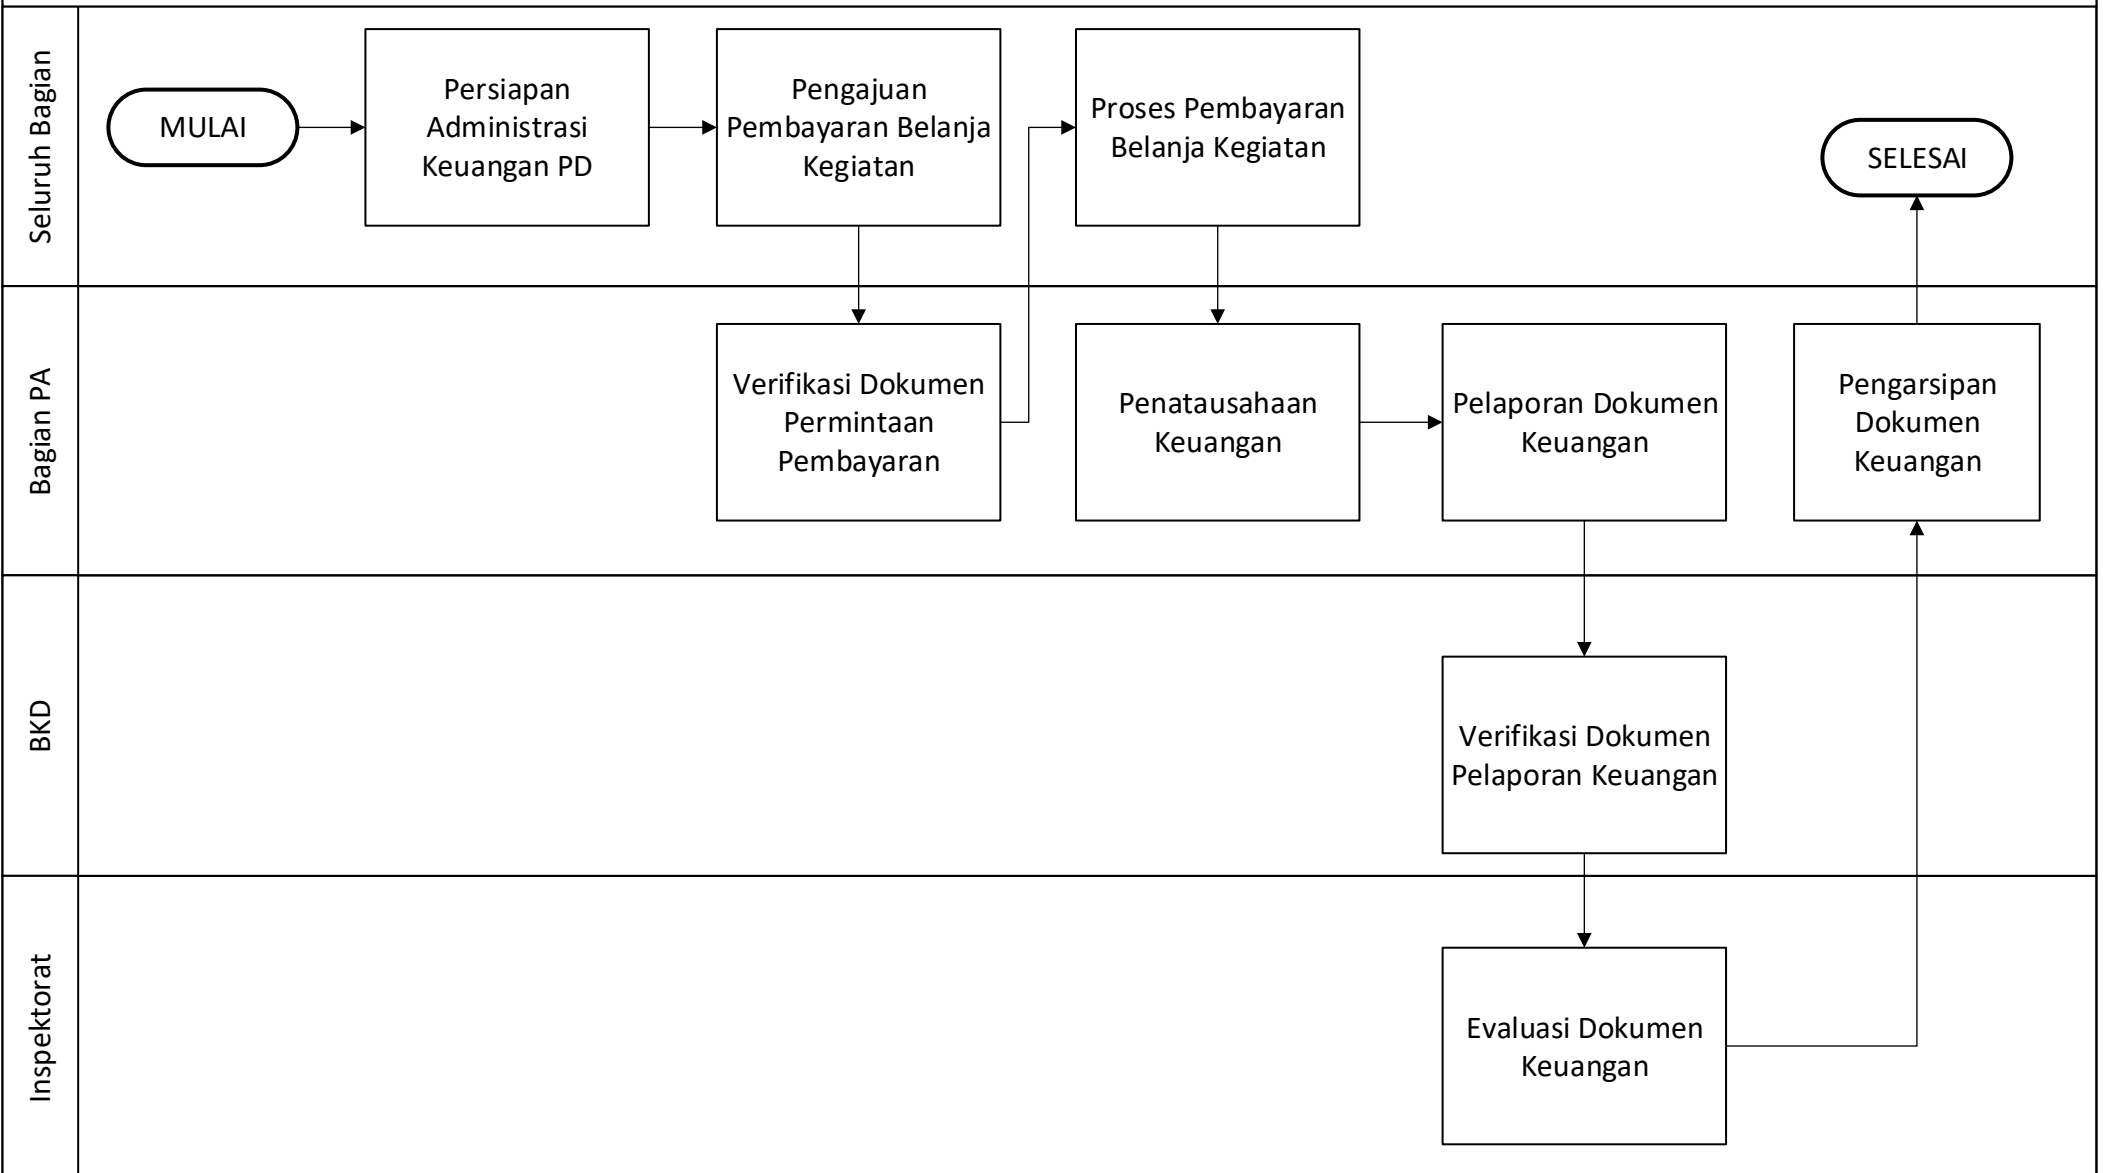 Seluruh Bagian
MULAI
Persiapan
Administrasi
Keuangan PD
Pengajuan
Pembayaran Belanja
Kegiatan
Proses Pembayaran
Belanja Kegiatan
SELESAI
Bagian PA
Verifikasi Dokumen
Permintaan
Pembayaran
Penatausahaan
Keuangan
Pelaporan Dokumen
Keuangan
Pengarsipan
Dokumen
Keuangan
BKD
Verifikasi Dokumen
Pelaporan Keuangan
Inspektorat
Evaluasi Dokumen
Keuangan